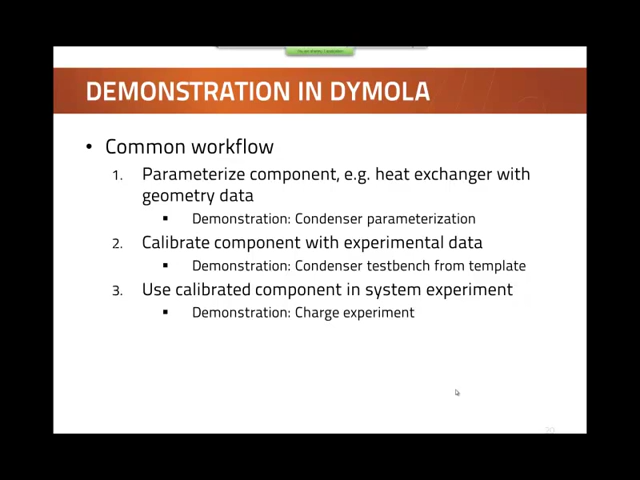 DEMONSTRATION IN DYMOLA
• Common workflow
1. Parameterize component, e.g. heat exchanger with
geometry data
▪ Demonstration: Condenser parameterization
2. Calibrate component with experimental data
▪ Demonstration: Condenser testbench from template
3. Use calibrated component in system experiment
▪ Demonstration: Charge experiment